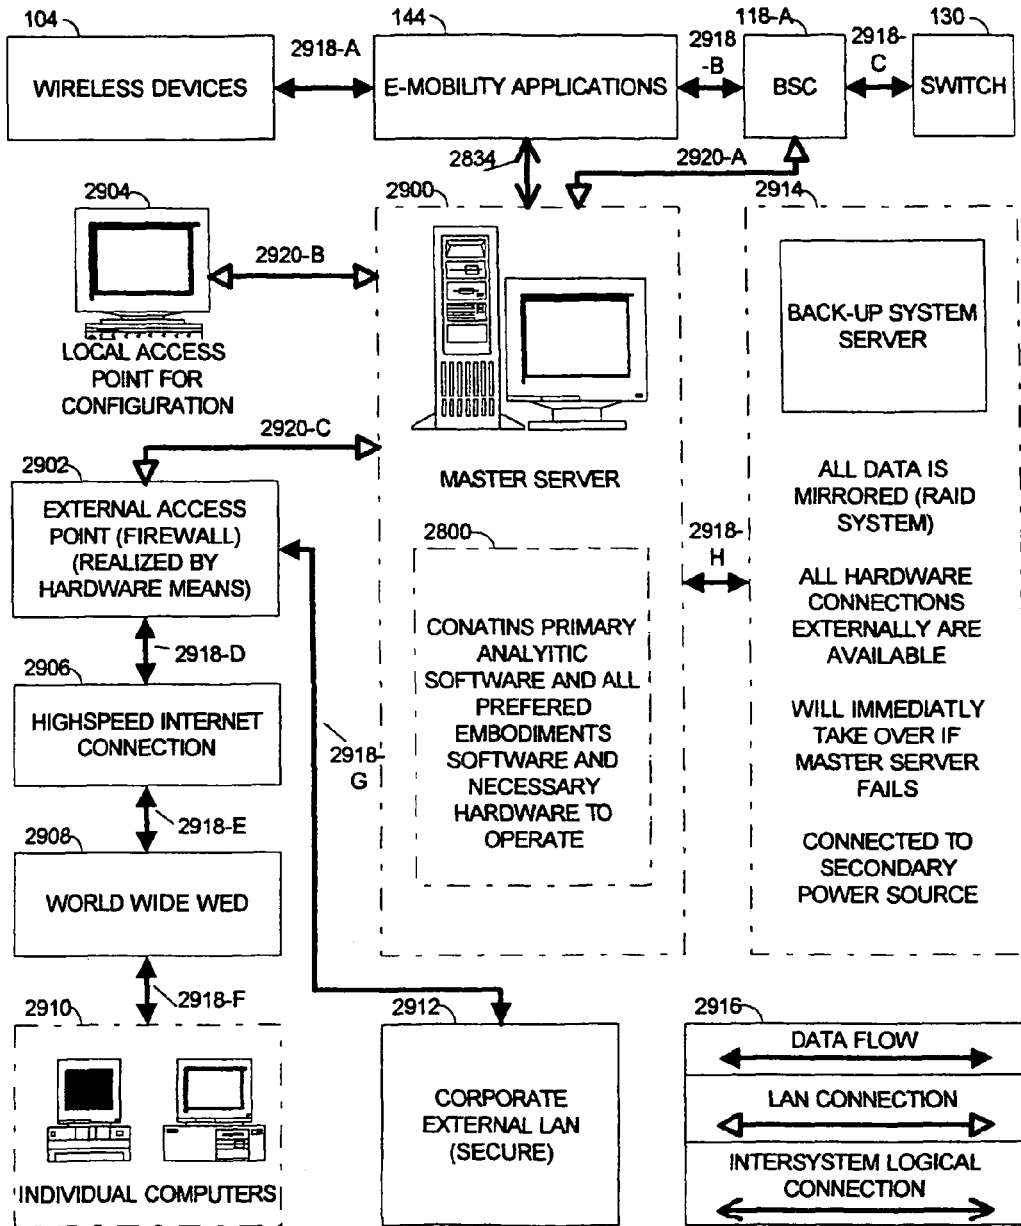 104
144
118-A
130
2918-A
2918
-B
2918-
C
WIRELESS DEVICES
E-MOBILITY APPLICATIONS
BSC
SWITCH
2834
2920-A
2904
2900
2914
2920-B
LOCAL ACCESS
POINT FOR
CONFIGURATION
BACK-UP SYSTEM
SERVER
2920-C
2902
EXTERNAL ACCESS
POINT (FIREWALL)
(REALIZED BY
HARDWARE MEANS)
MASTER SERVER
2800
CONATINS PRIMARY
ANALYITIC
SOFTWARE AND ALL
PREFERED
EMBODIMENTS
SOFTWARE AND
NECESSARY
HARDWARE TO
OPERATE
2918-
H
ALL DATA IS
MIRRORED (RAID
SYSTEM)
ALL HARDWARE
CONNECTIONS
EXTERNALLY ARE
AVAILABLE
WILL IMMEDIATLY
TAKE OVER IF
MASTER SERVER
FAILS
CONNECTED TO
SECONDARY
POWER SOURCE
2918-D
2906
HIGHSPEED INTERNET
CONNECTION
2918-
G
2918-E
2908
WORLD WIDE WED
2918-F
2910
INDIVIDUAL COMPUTERS
2912
CORPORATE
EXTERNAL LAN
(SECURE)
2916
DATA FLOW
LAN CONNECTION
INTERSYSTEM LOGICAL
CONNECTION